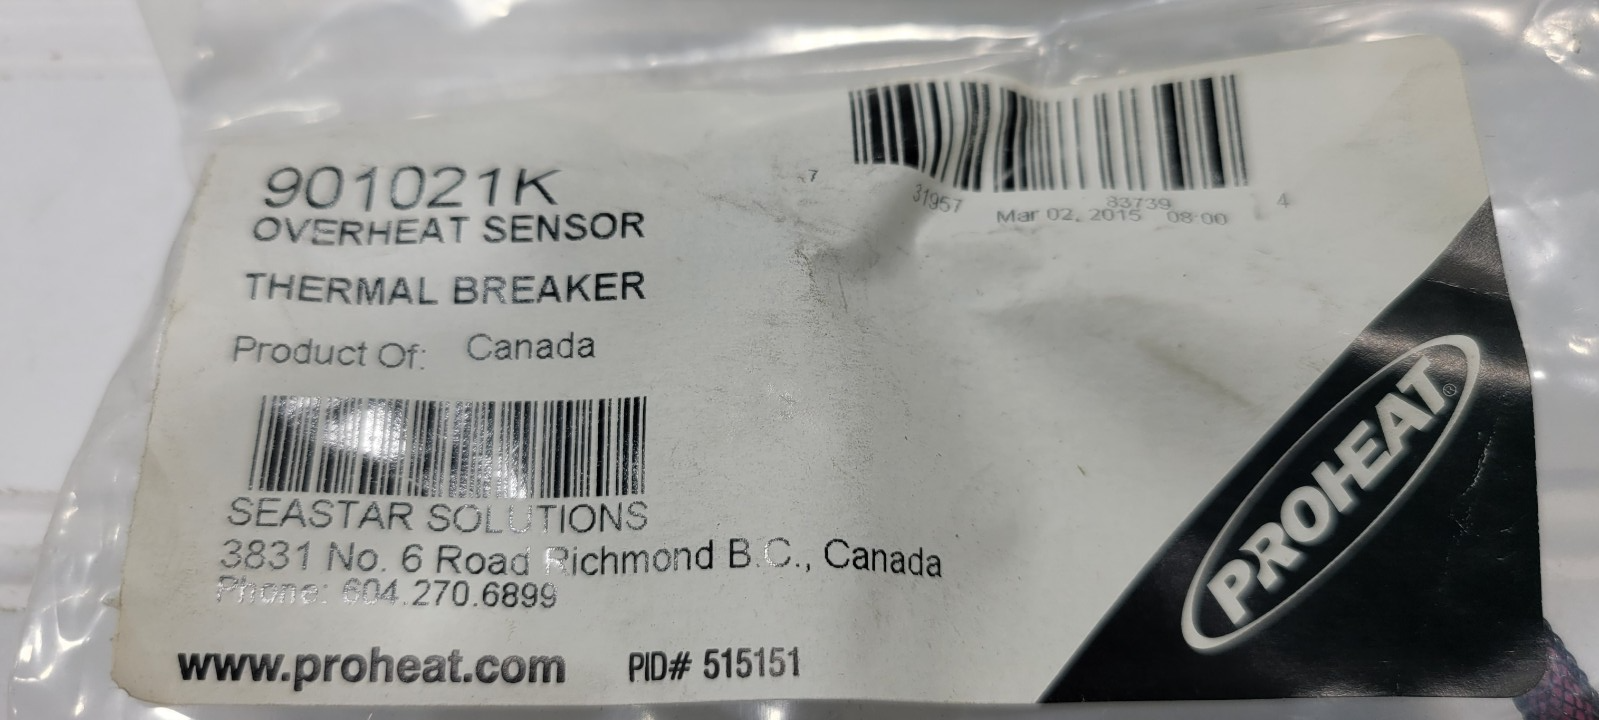 901021K
OVERHEAT SENSOR
THERMAL BREAKER
Product Of: Canada
SEASTAR SOLUTIONS
3831 No. 6 Road Richmond B.C., Canada
Phone: 604.270.6899
www.proheat.com PID# 515151
7 31957 83739 4
Mar 02, 2015 08:00
PROHEAT®